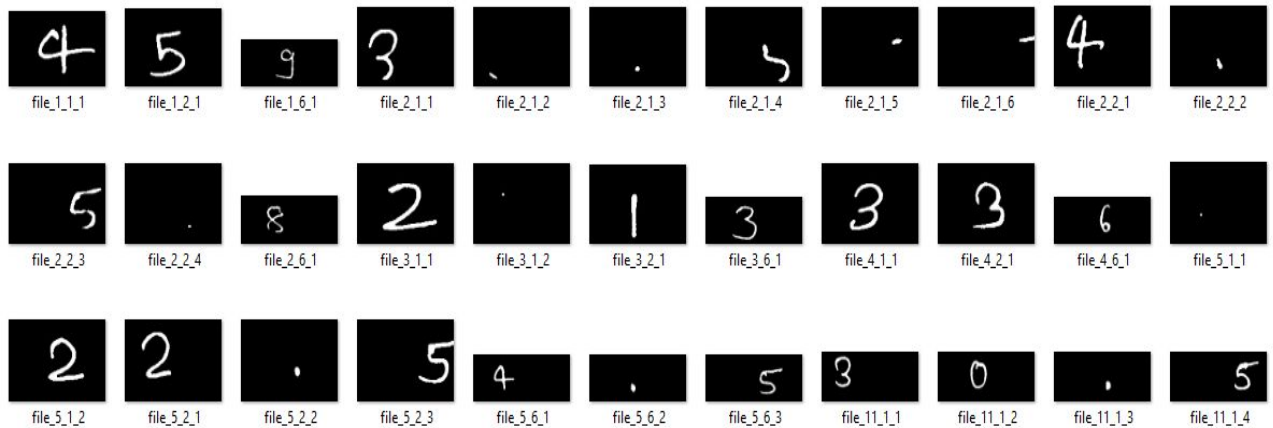 4 5 9 3 . . 5 - - 4 .
file_1_1_1 file_1_2_1 file_1_6_1 file_2_1_1 file_2_1_2 file_2_1_3 file_2_1_4 file_2_1_5 file_2_1_6 file_2_2_1 file_2_2_2
5 . 8 2 . 1 3 3 3 6 .
file_2_2_3 file_2_2_4 file_2_6_1 file_3_1_1 file_3_1_2 file_3_2_1 file_3_6_1 file_4_1_1 file_4_2_1 file_4_6_1 file_5_1_1
2 2 . 5 4 . 5 3 0 . 5
file_5_1_2 file_5_2_1 file_5_2_2 file_5_2_3 file_5_6_1 file_5_6_2 file_5_6_3 file_11_1_1 file_11_1_2 file_11_1_3 file_11_1_4